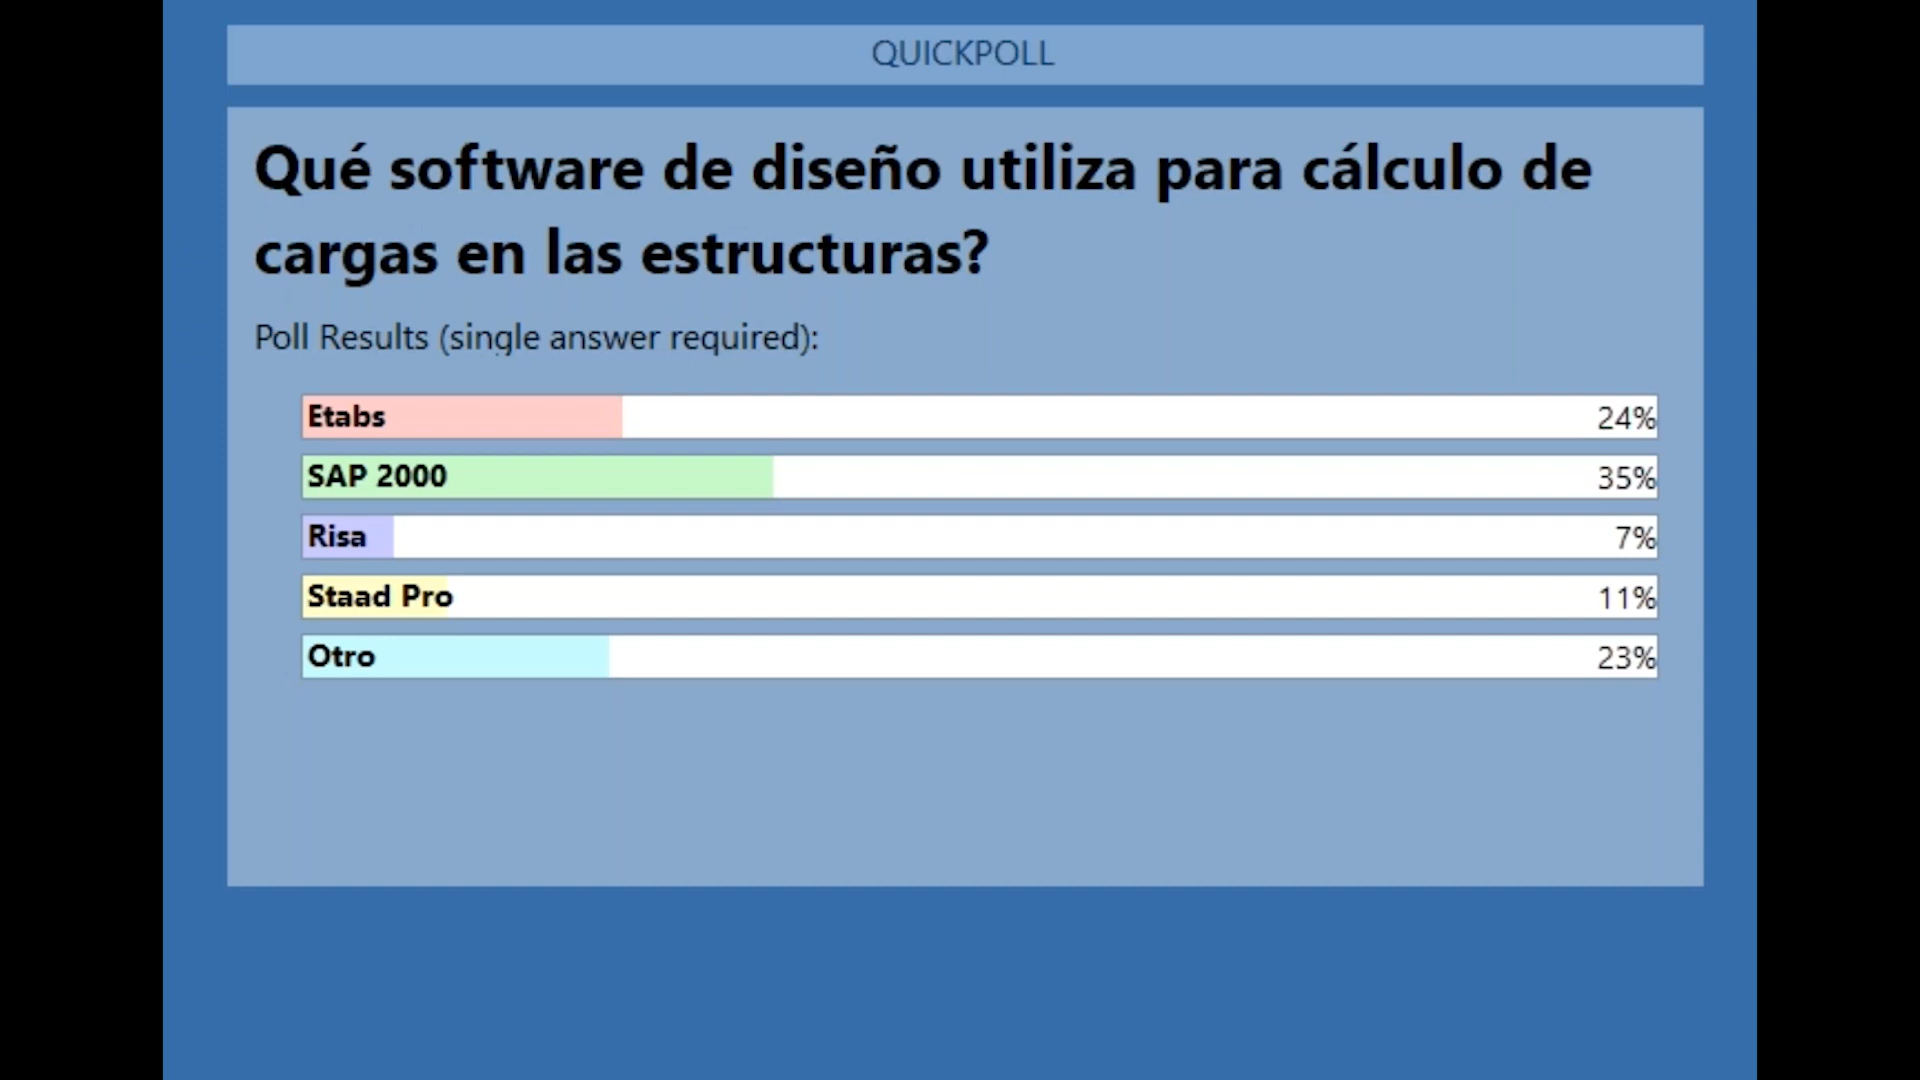 QUICKPOLL
Qué software de diseño utiliza para cálculo de
cargas en las estructuras?
Poll Results (single answer required):
Etabs 24%
SAP 2000 35%
Risa 7%
Staad Pro 11%
Otro 23%